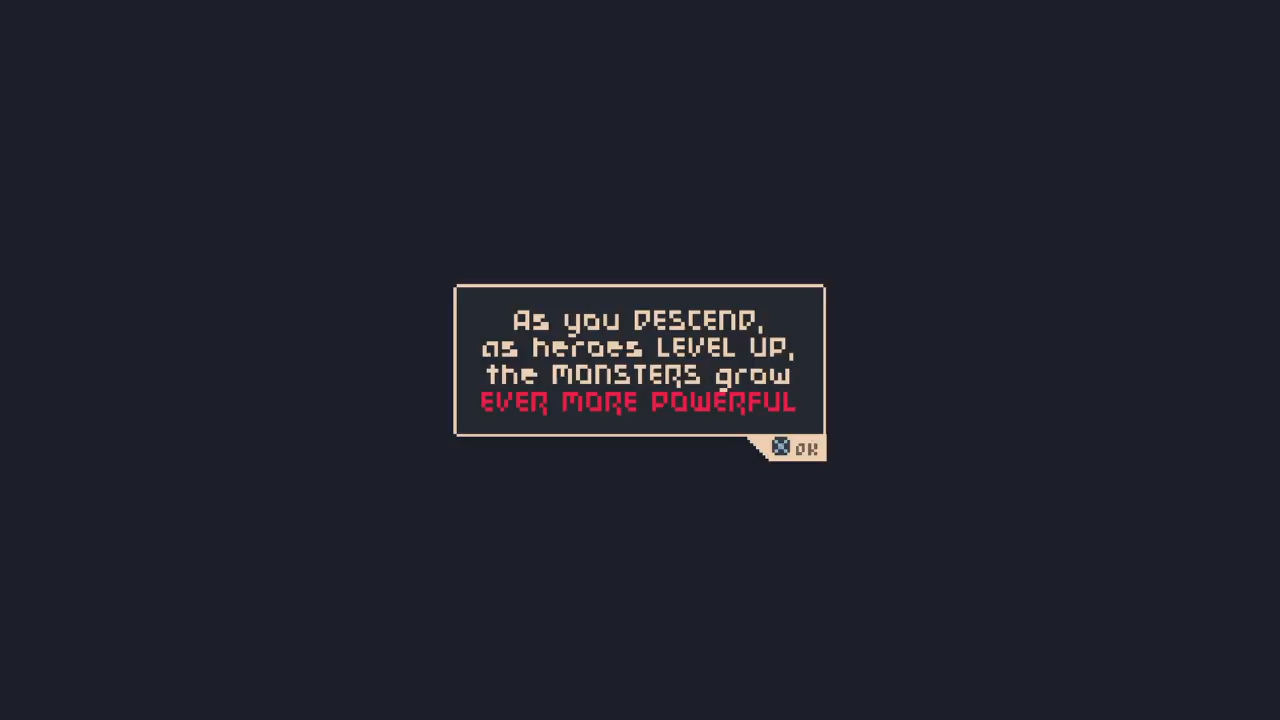 As you DESCEND,
as heroes LEVEL UP,
the MONSTERS grow
EVER MORE POWERFUL
OK